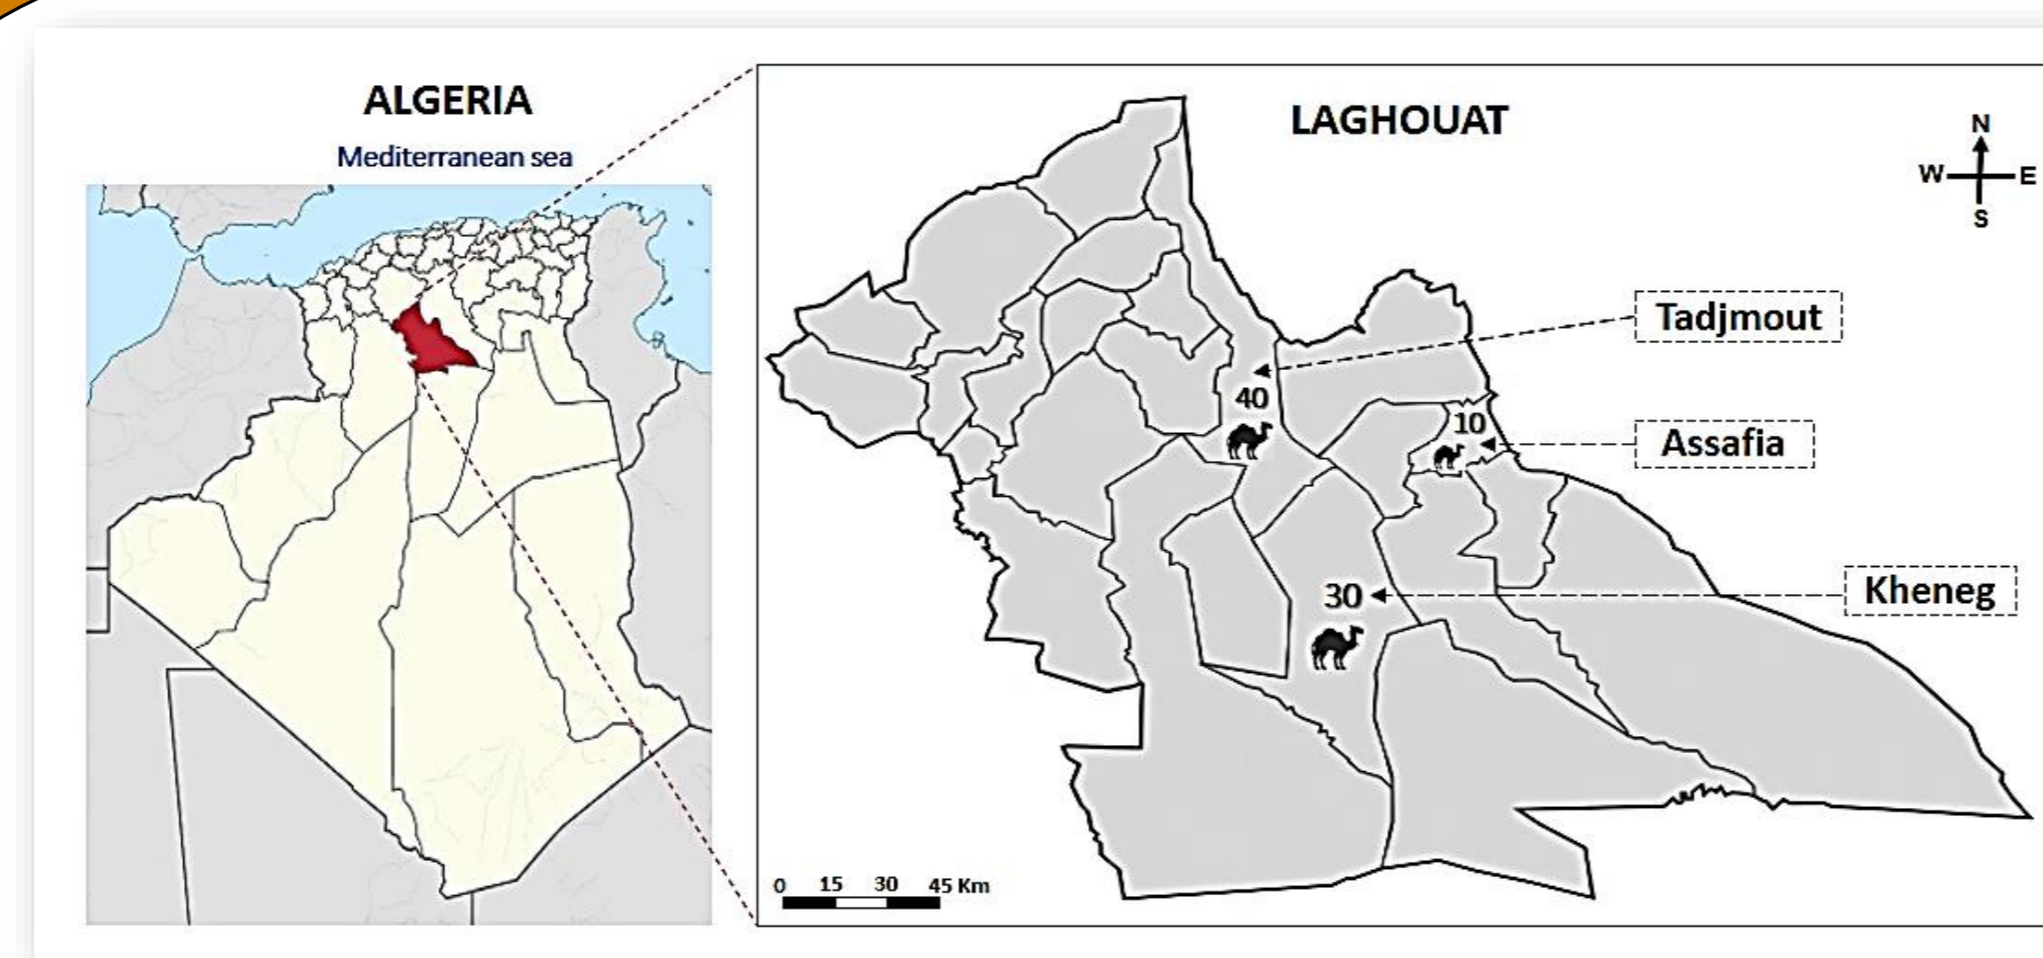 ALGERIA
Mediterranean sea
LAGHOUAT
N
W E
S
Tadjmout
40
10
Assafia
30
Kheneg
0 15 30 45 Km